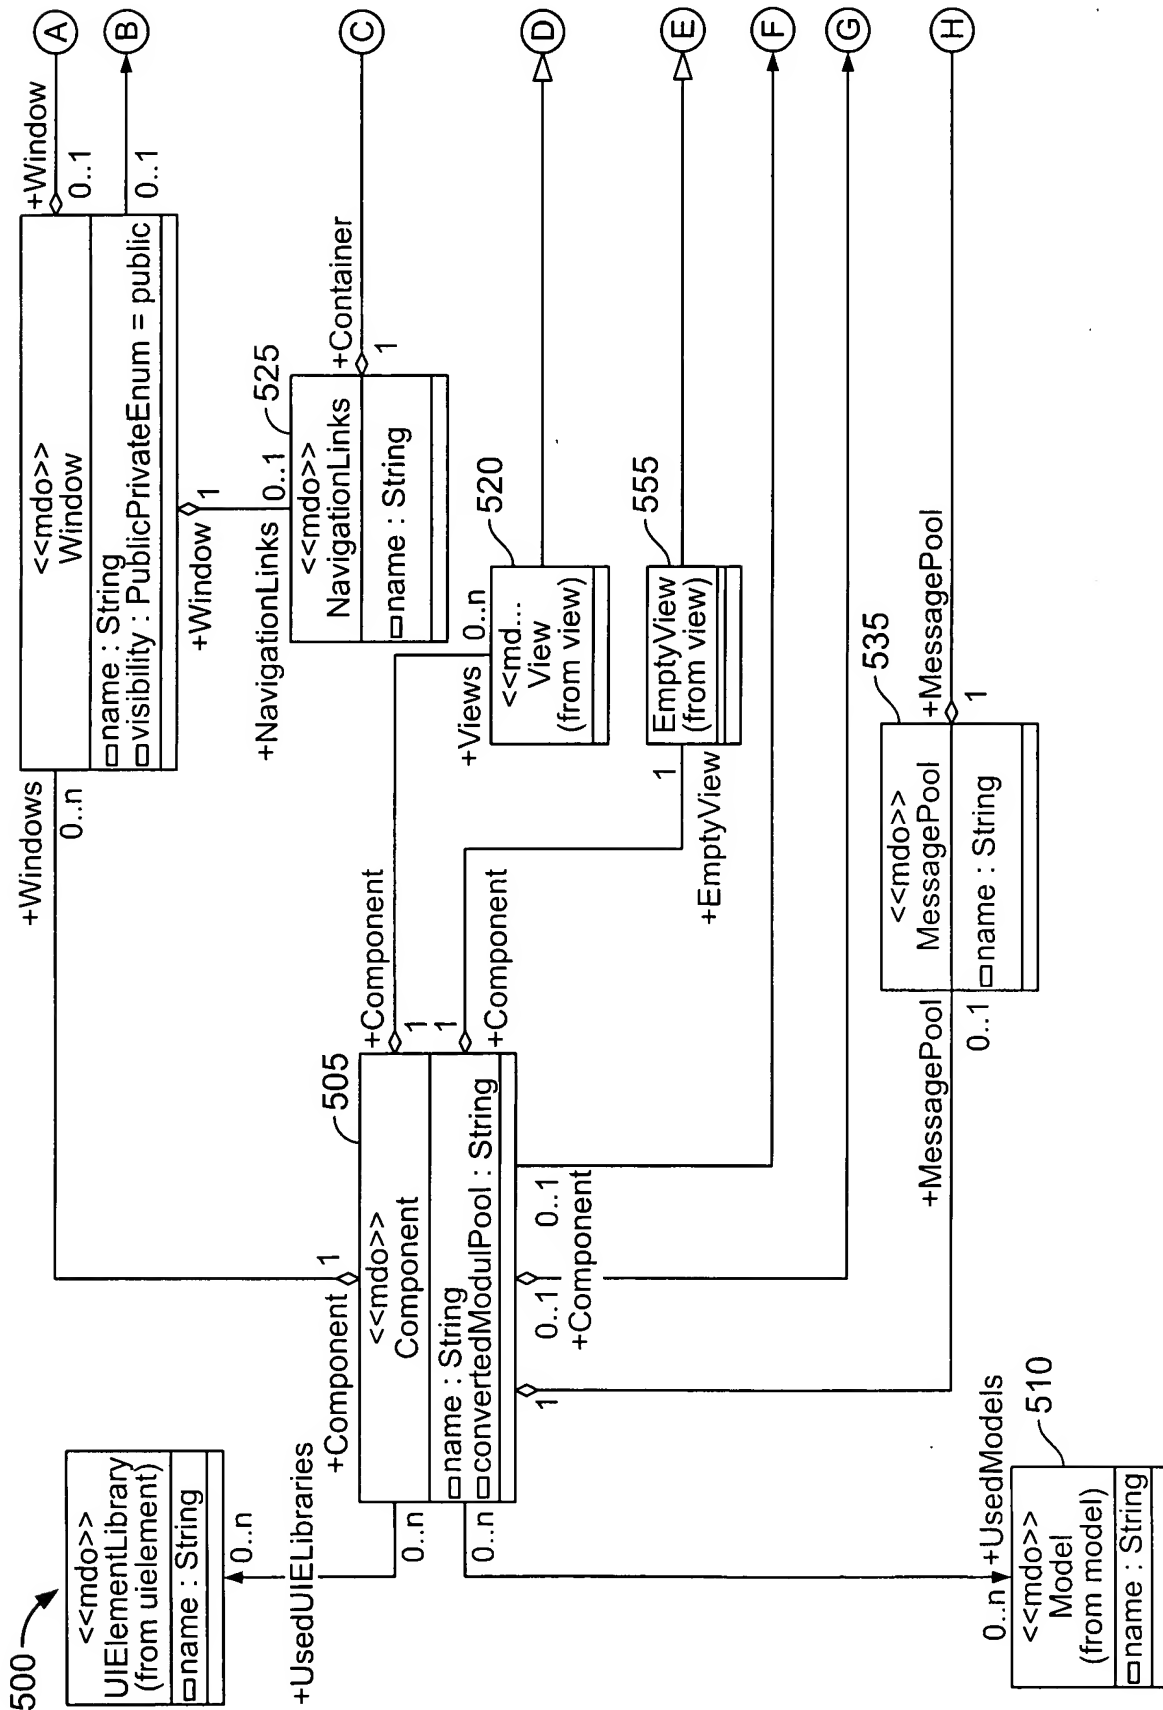 500
<<mdo>>
UIElementLibrary
(from uielement)
name : String
0..n
+UsedUIELibraries
0..n
+Component
1
+Windows
0..n
<<mdo>>
Window
name : String
visibility : PublicPrivateEnum = public
+Window
0..1
A
0..1
B
+Window
1
+NavigationLinks
0..1
525
<<mdo>>
NavigationLinks
name : String
+Container
1
C
505
<<mdo>>
Component
name : String
convertedModulPool : String
+Component
1
+Views
0..n
520
<<md...
View
(from view)
D
1
+Component
1
+EmptyView
555
EmptyView
(from view)
E
0..1
F
0..1
+Component
G
1
+MessagePool
0..1
535
<<mdo>>
MessagePool
name : String
+MessagePool
1
H
0..n
0..n
+UsedModels
510
<<mdo>>
Model
(from model)
name : String